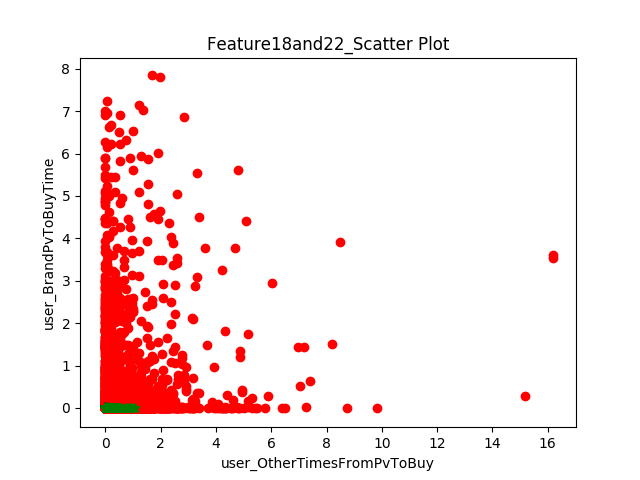 Feature18and22_Scatter Plot
8
7
6
5
4
3
2
1
0
user_BrandPvToBuyTime
0 2 4 6 8 10 12 14 16
user_OtherTimesFromPvToBuy